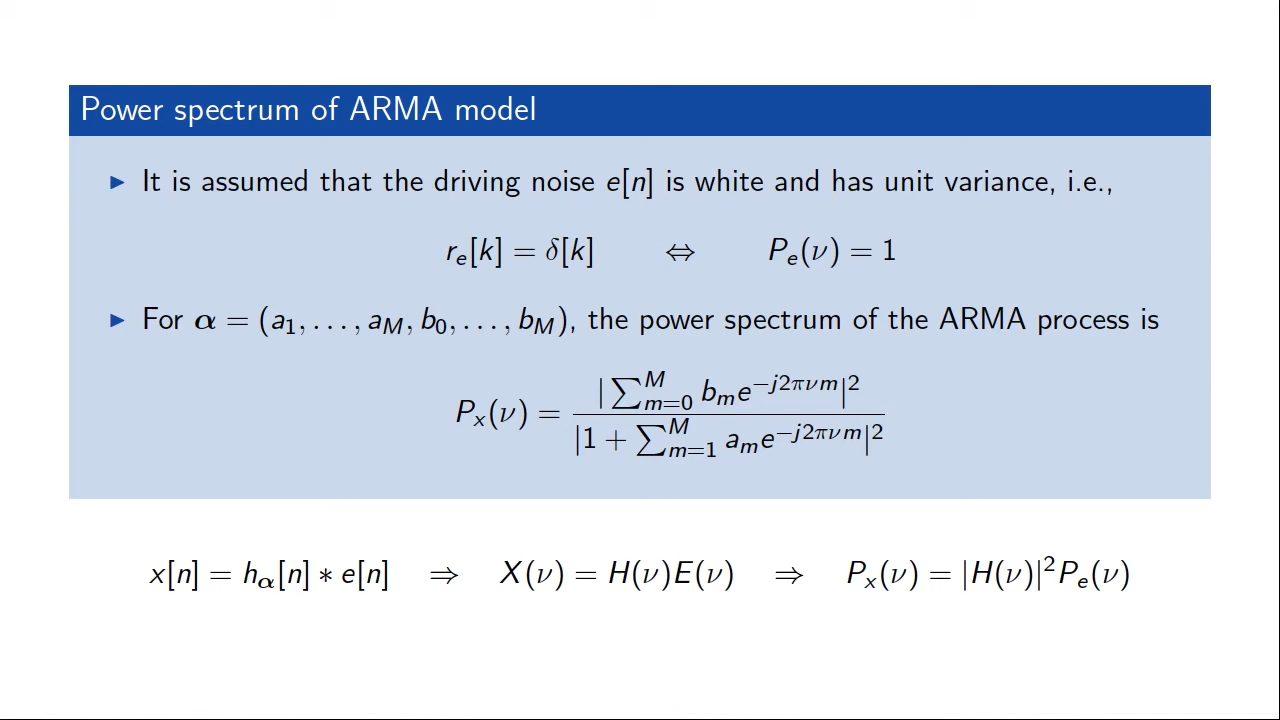 Power spectrum of ARMA model
▶ It is assumed that the driving noise e[n] is white and has unit variance, i.e.,
r_e[k] = δ[k] ⇔ P_e(ν) = 1
▶ For α = (a_1, …, a_M, b_0, …, b_M), the power spectrum of the ARMA process is
P_x(ν) = |∑_{m=0}^{M} b_m e^{−j2πνm}|^2 / |1 + ∑_{m=1}^{M} a_m e^{−j2πνm}|^2
x[n] = h_α[n] ∗ e[n] ⇒ X(ν) = H(ν)E(ν) ⇒ P_x(ν) = |H(ν)|^2 P_e(ν)